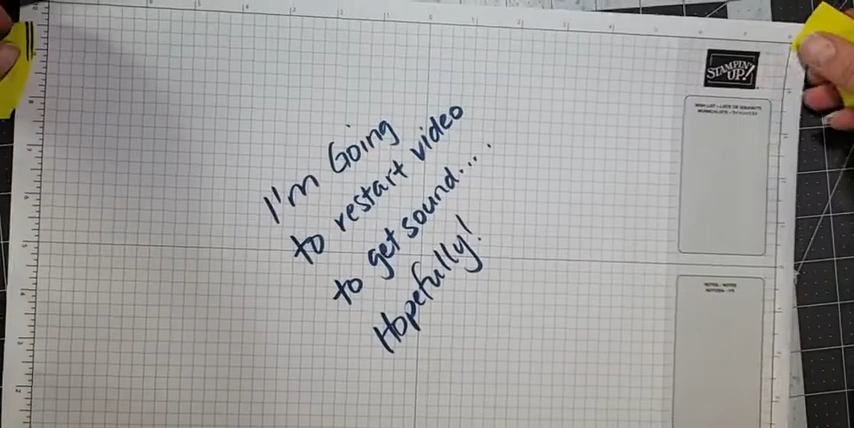 I'm Going
to restart video
to get sound....
Hopefully!
STAMPIN' UP!